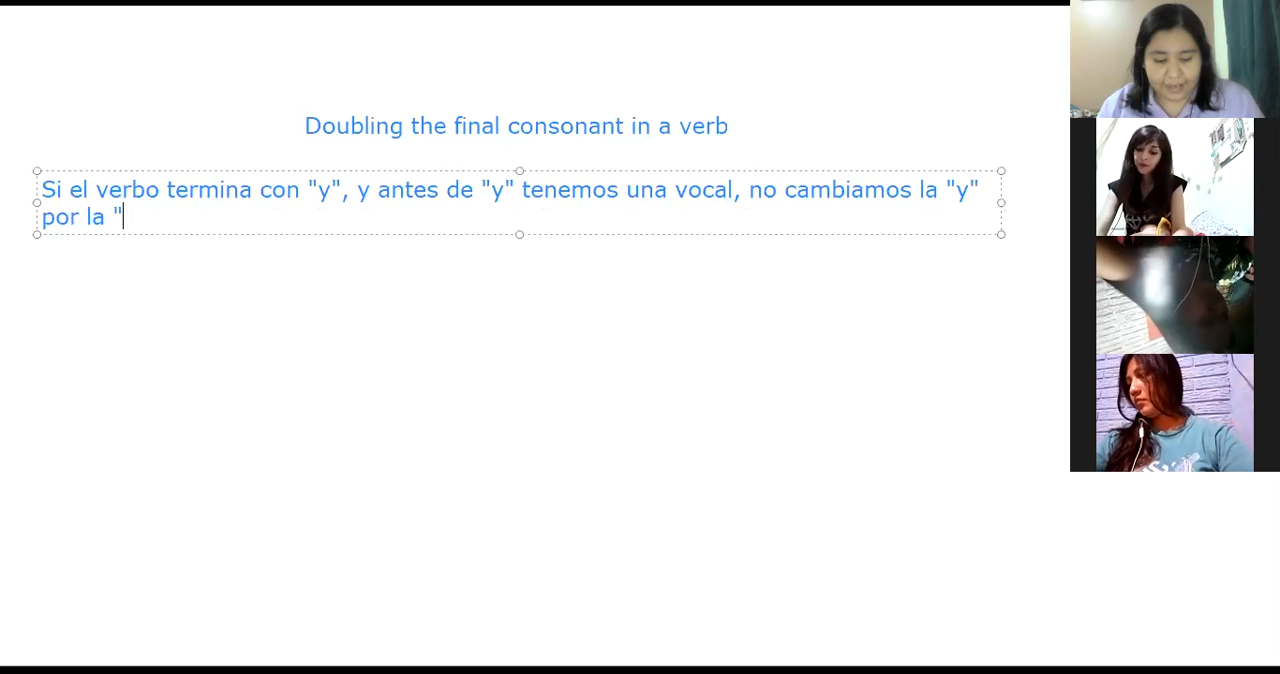 Doubling the final consonant in a verb
Si el verbo termina con "y", y antes de "y" tenemos una vocal, no cambiamos la "y"
por la "